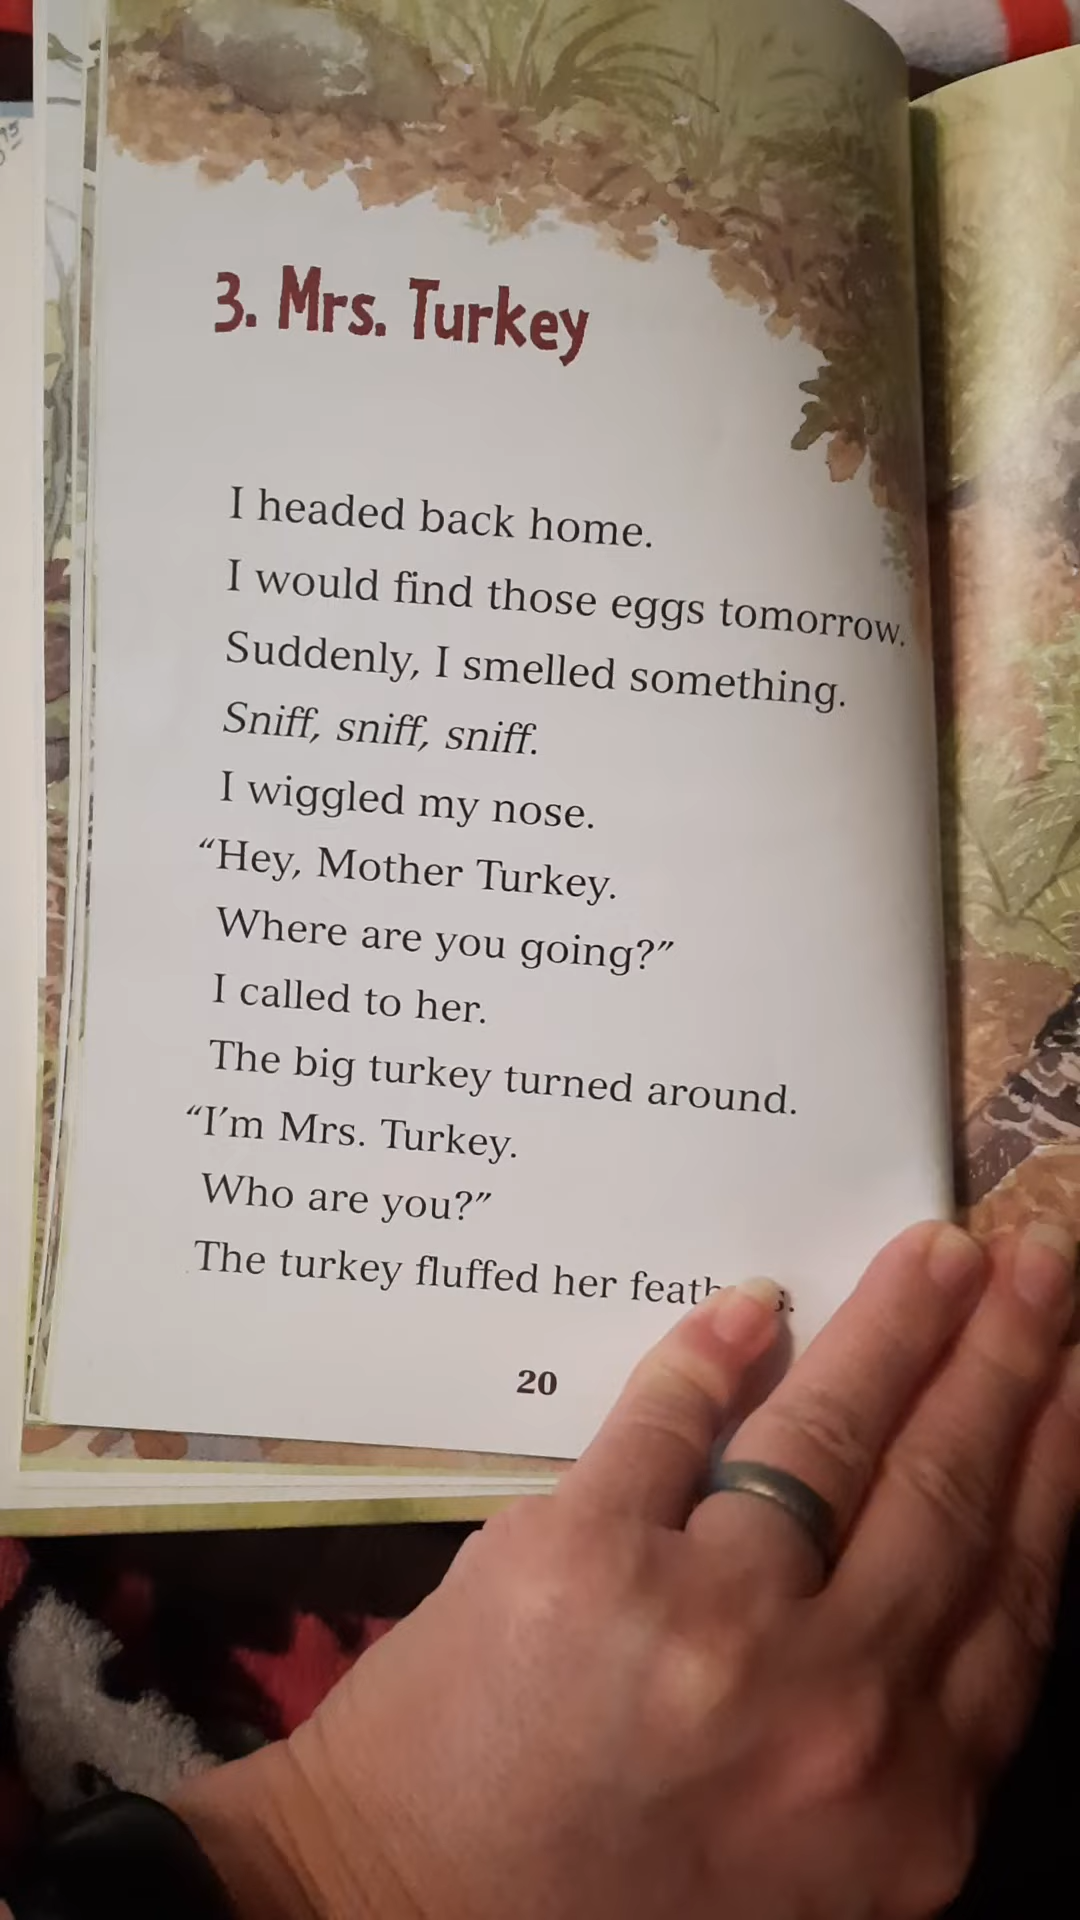 3. Mrs. Turkey
I headed back home.
I would find those eggs tomorrow.
Suddenly, I smelled something.
Sniff, sniff, sniff.
I wiggled my nose.
“Hey, Mother Turkey.
Where are you going?”
I called to her.
The big turkey turned around.
“I’m Mrs. Turkey.
Who are you?”
The turkey fluffed her
20